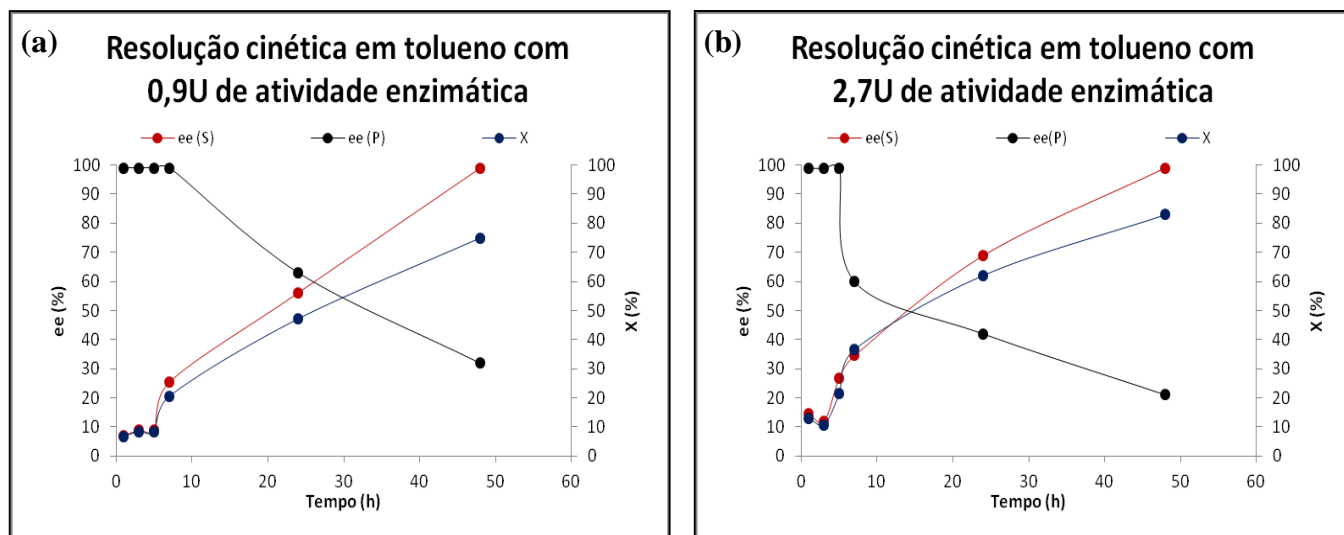 (a)
Resolução cinética em tolueno com
0,9U de atividade enzimática
ee (S) ee (P) X
100
90
80
70
60
50
40
30
20
10
0
ee (%)
100
90
80
70
60
50
40
30
20
10
0
X (%)
0 10 20 30 40 50 60
Tempo (h)
(b)
Resolução cinética em tolueno com
2,7U de atividade enzimática
ee(S) ee(P) X
100
90
80
70
60
50
40
30
20
10
0
ee (%)
100
90
80
70
60
50
40
30
20
10
0
X (%)
0 10 20 30 40 50 60
Tempo (h)